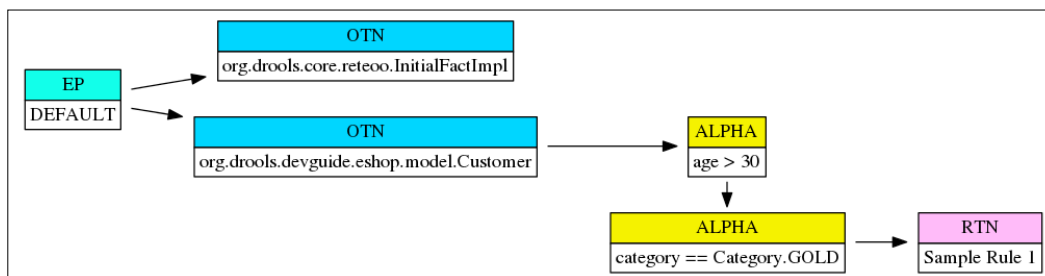 OTN
org.drools.core.reteoo.InitialFactImpl
EP
DEFAULT
OTN
org.drools.devguide.eshop.model.Customer
ALPHA
age > 30
ALPHA
category == Category.GOLD
RTN
Sample Rule 1